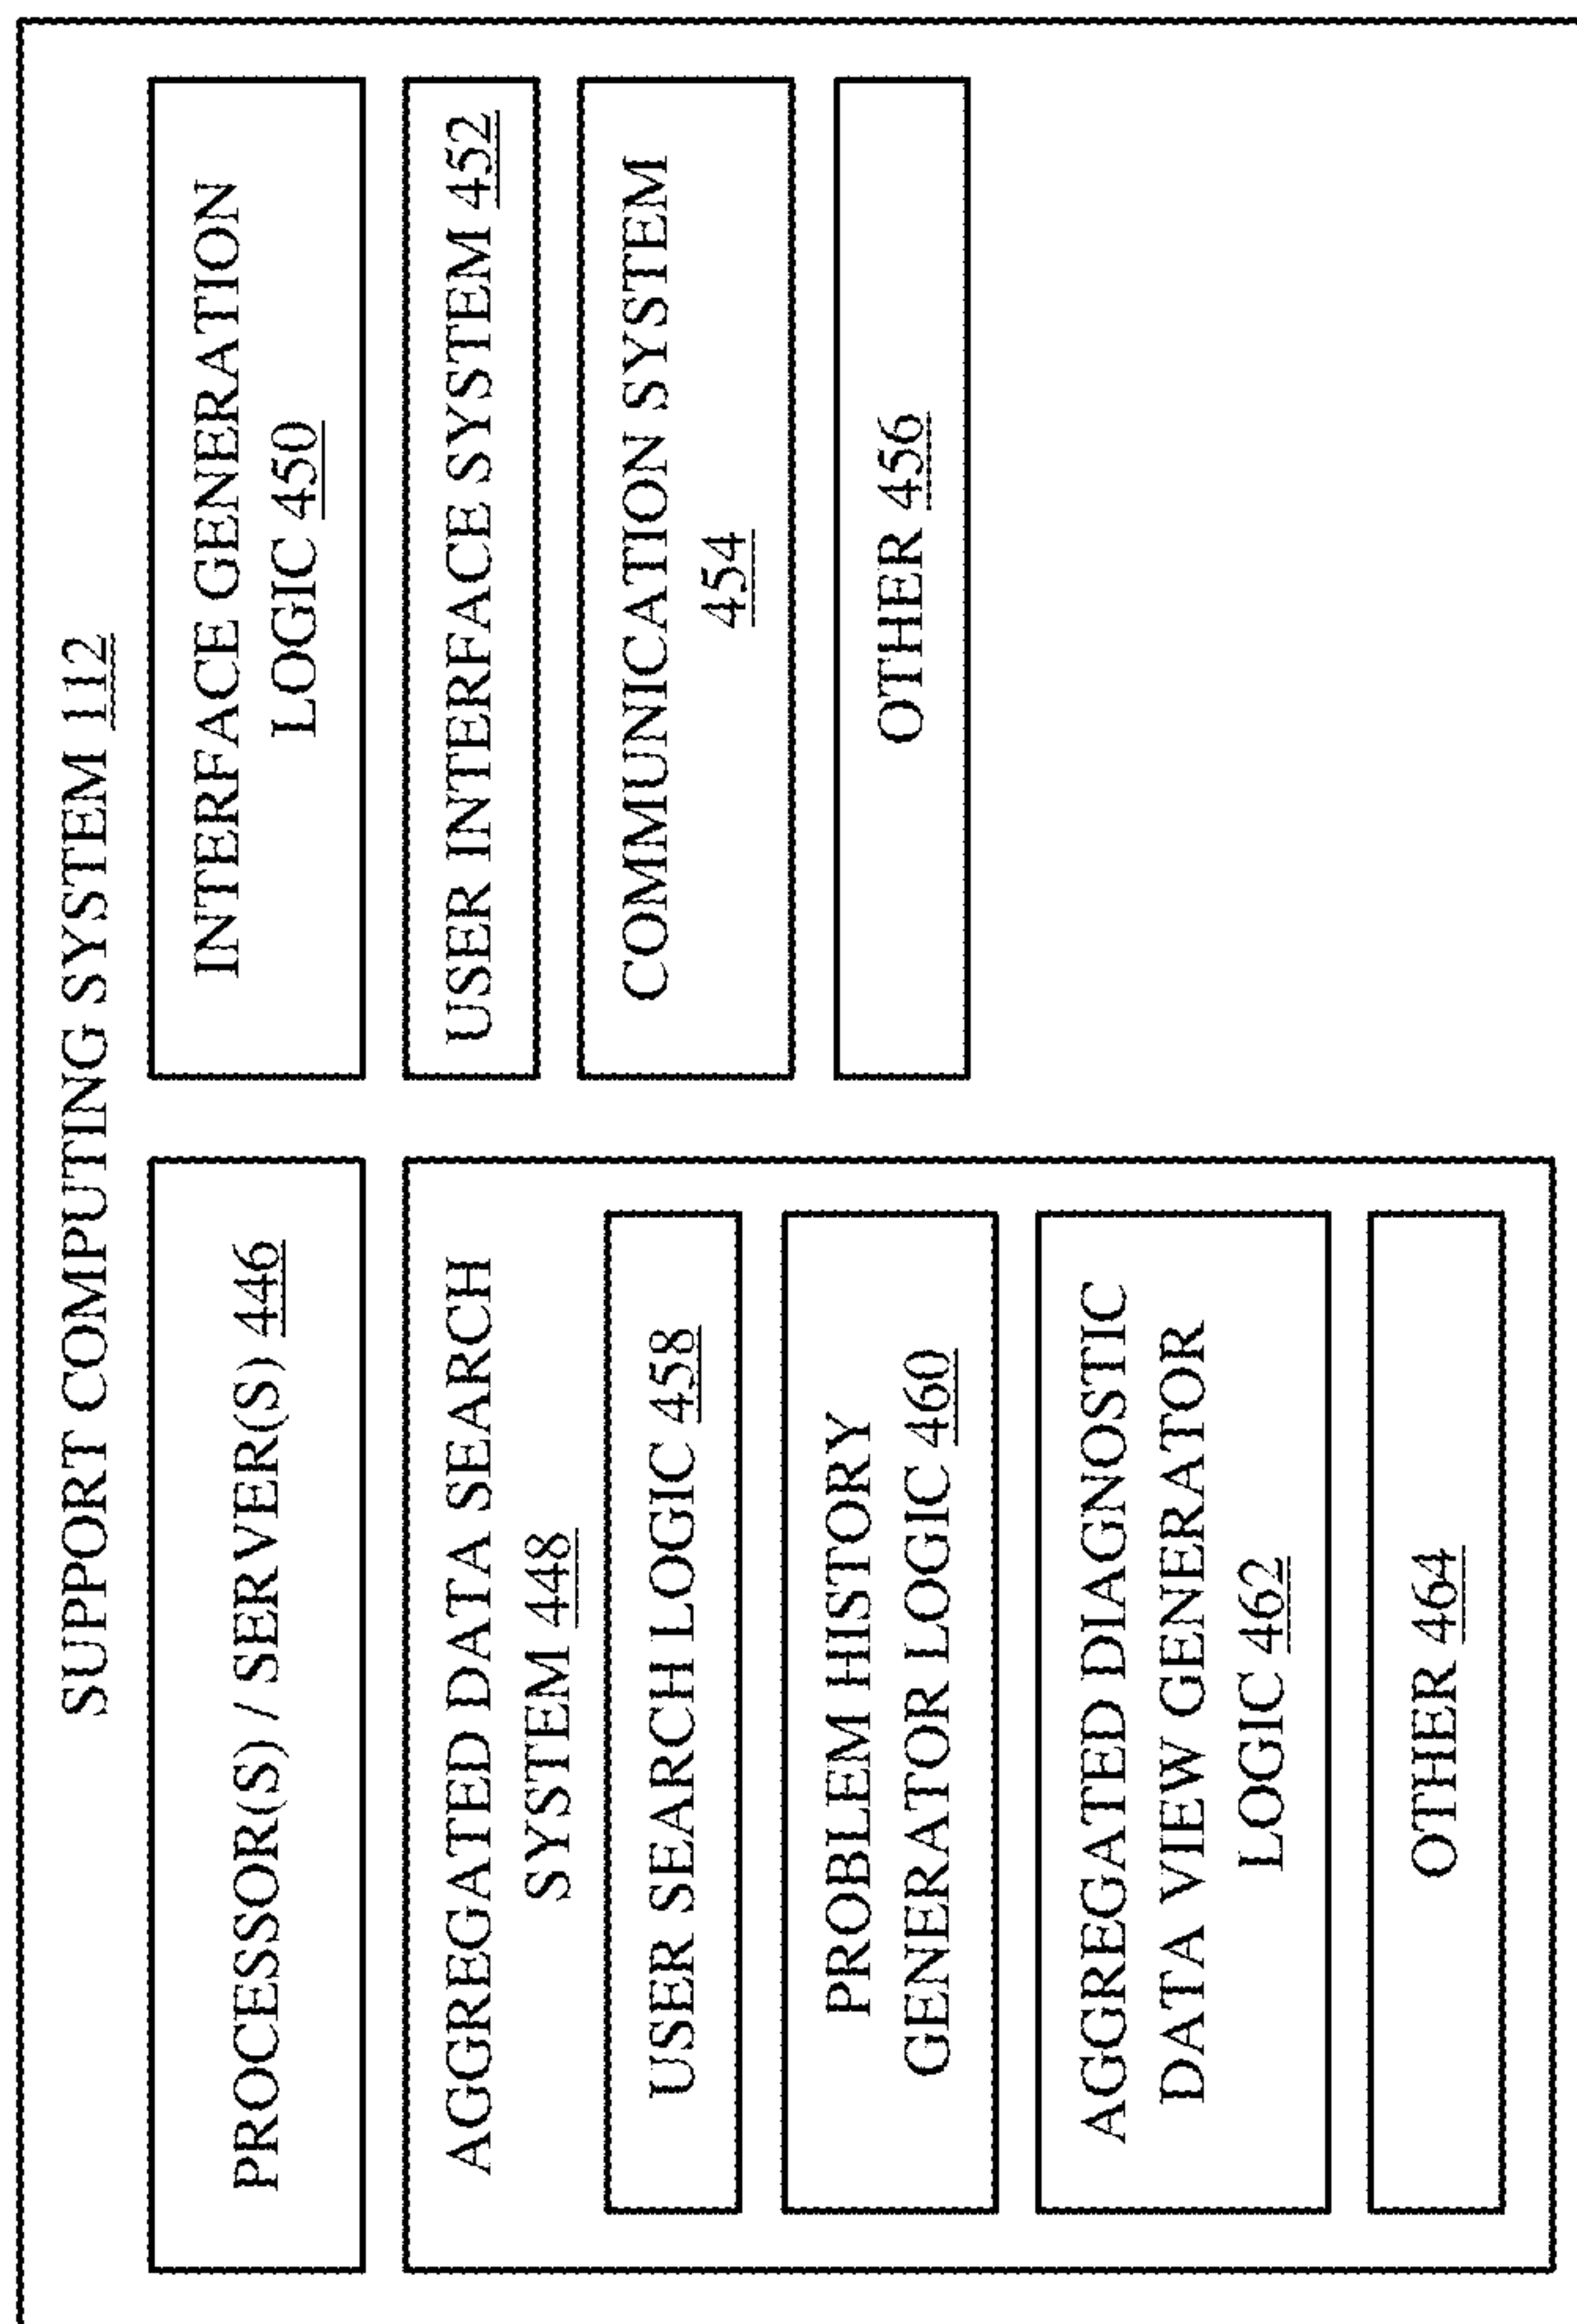 SUPPORT COMPUTING SYSTEM 112
PROCESSOR(S) / SERVER(S) 446
AGGREGATED DATA SEARCH
SYSTEM 448
USER SEARCH LOGIC 458
PROBLEM HISTORY
GENERATOR LOGIC 460
AGGREGATED DIAGNOSTIC
DATA VIEW GENERATOR
LOGIC 462
OTHER 464
INTERFACE GENERATION
LOGIC 450
USER INTERFACE SYSTEM 452
COMMUNICATION SYSTEM
454
OTHER 456